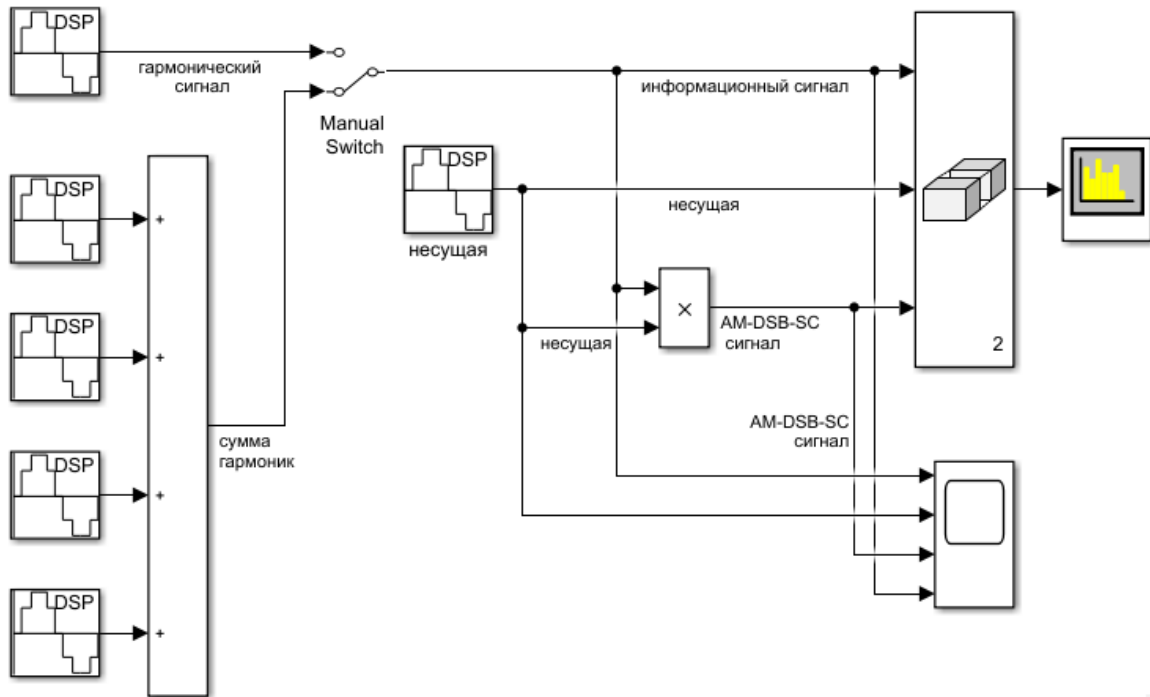 DSP
гармонический
сигнал
информационный сигнал
Manual
Switch
DSP
DSP
+
несущая
несущая
×
AM-DSB-SC
сигнал
несущая
2
DSP
+
AM-DSB-SC
сигнал
сумма
гармоник
DSP
+
DSP
+